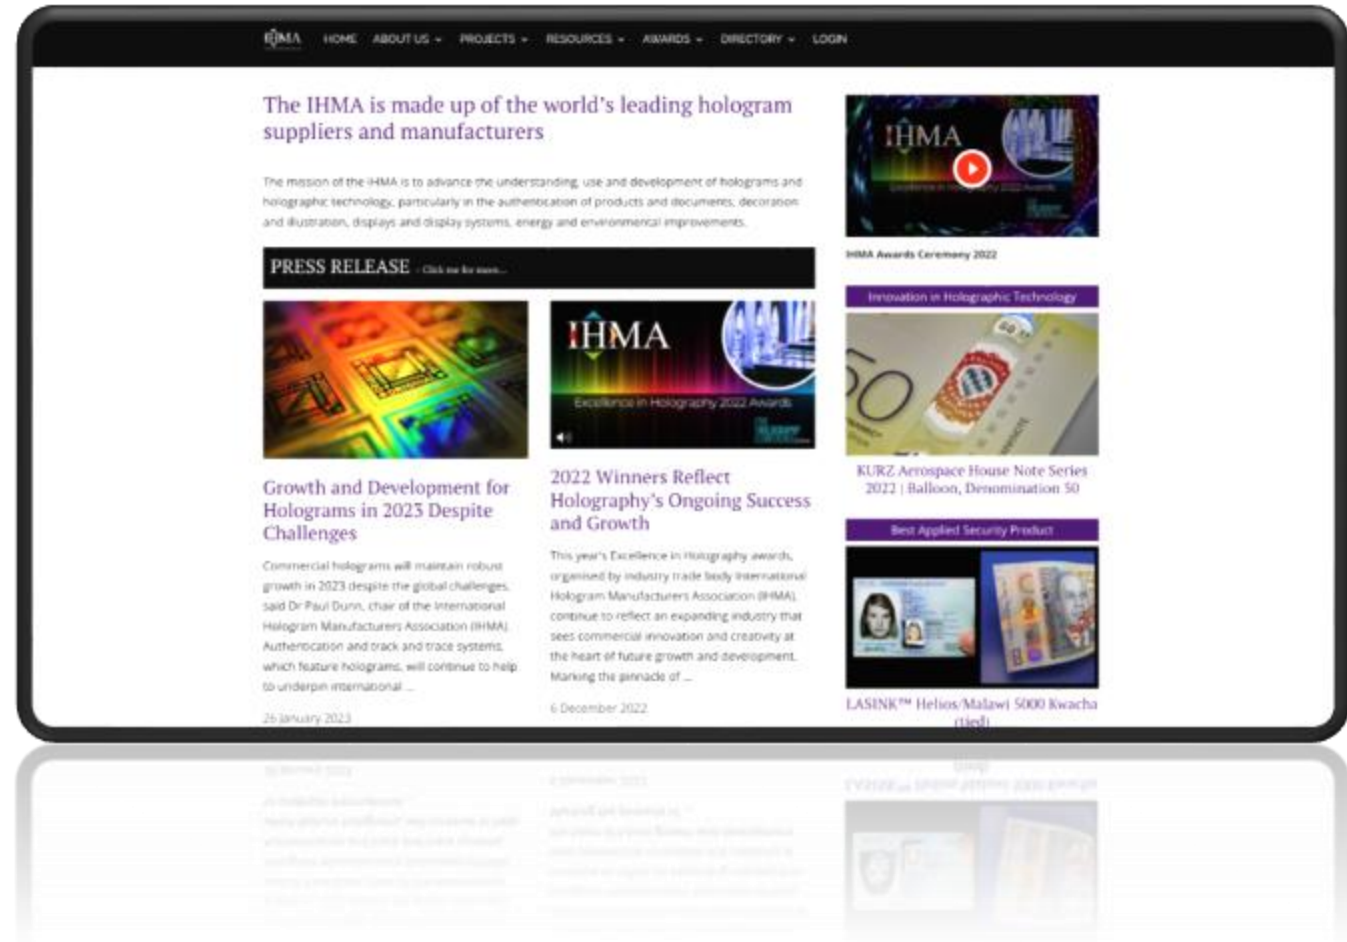 IHMA HOME ABOUT US PROJECTS RESOURCES AWARDS DIRECTORY LOGIN
The IHMA is made up of the world's leading hologram
suppliers and manufacturers
The mission of the IHMA is to advance the understanding, use and development of holograms and
holographic technology, particularly in the authentication of products and documents, decoration
and illustration, displays and display systems, energy and environmental improvements.
PRESS RELEASE - Click me for more...
IHMA
Excellence in Holography 2022 Awards
Growth and Development for
Holograms in 2023 Despite
Challenges
Commercial holograms will maintain robust
growth in 2023 despite the global challenges,
said Dr Paul Dunn, chair of the International
Hologram Manufacturers Association (IHMA).
Authentication and track and trace systems,
which feature holograms, will continue to help
to underpin international ...
26 January 2023
2022 Winners Reflect
Holography's Ongoing Success
and Growth
This year's Excellence in Holography awards,
organised by industry trade body International
Hologram Manufacturers Association (IHMA),
continue to reflect an expanding industry that
sees commercial innovation and creativity at
the heart of future growth and development.
Marking the pinnacle of ...
6 December 2022
IHMA
Excellence in Holography 2022 Awards
IHMA Awards Ceremony 2022
Innovation in Holographic Technology
50
KURZ Aerospace House Note Series
2022 | Balloon, Denomination 50
Best Applied Security Product
LASINK™ Helios/Malawi 5000 Kwacha
(tied)